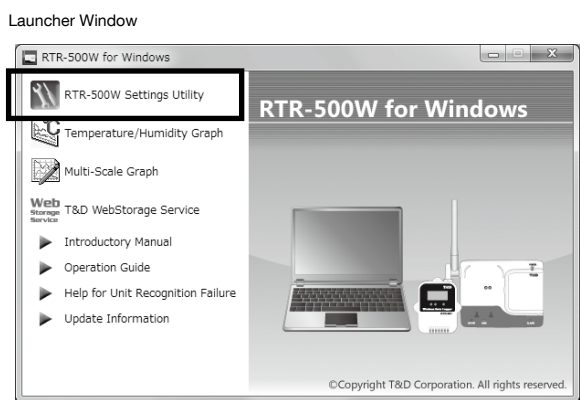 Launcher Window
RTR-500W for Windows
RTR-500W Settings Utility
RTR-500W for Windows
Temperature/Humidity Graph
Multi-Scale Graph
Web
Storage
Service
T&D WebStorage Service
Introductory Manual
Operation Guide
Help for Unit Recognition Failure
Update Information
©Copyright T&D Corporation. All rights reserved.